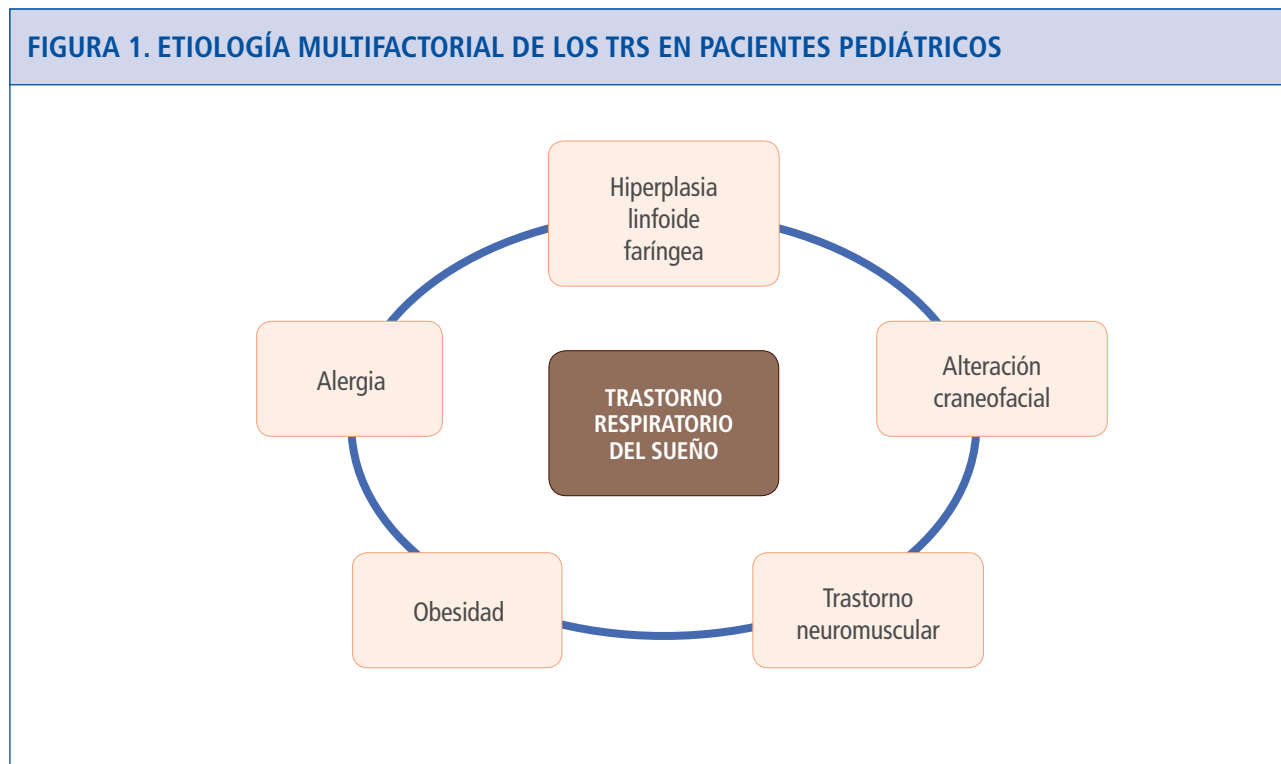 FIGURA 1. ETIOLOGÍA MULTIFACTORIAL DE LOS TRS EN PACIENTES PEDIÁTRICOS
Hiperplasia
linfoide
faríngea
Alergia
TRASTORNO
RESPIRATORIO
DEL SUEÑO
Alteración
craneofacial
Obesidad
Trastorno
neuromuscular